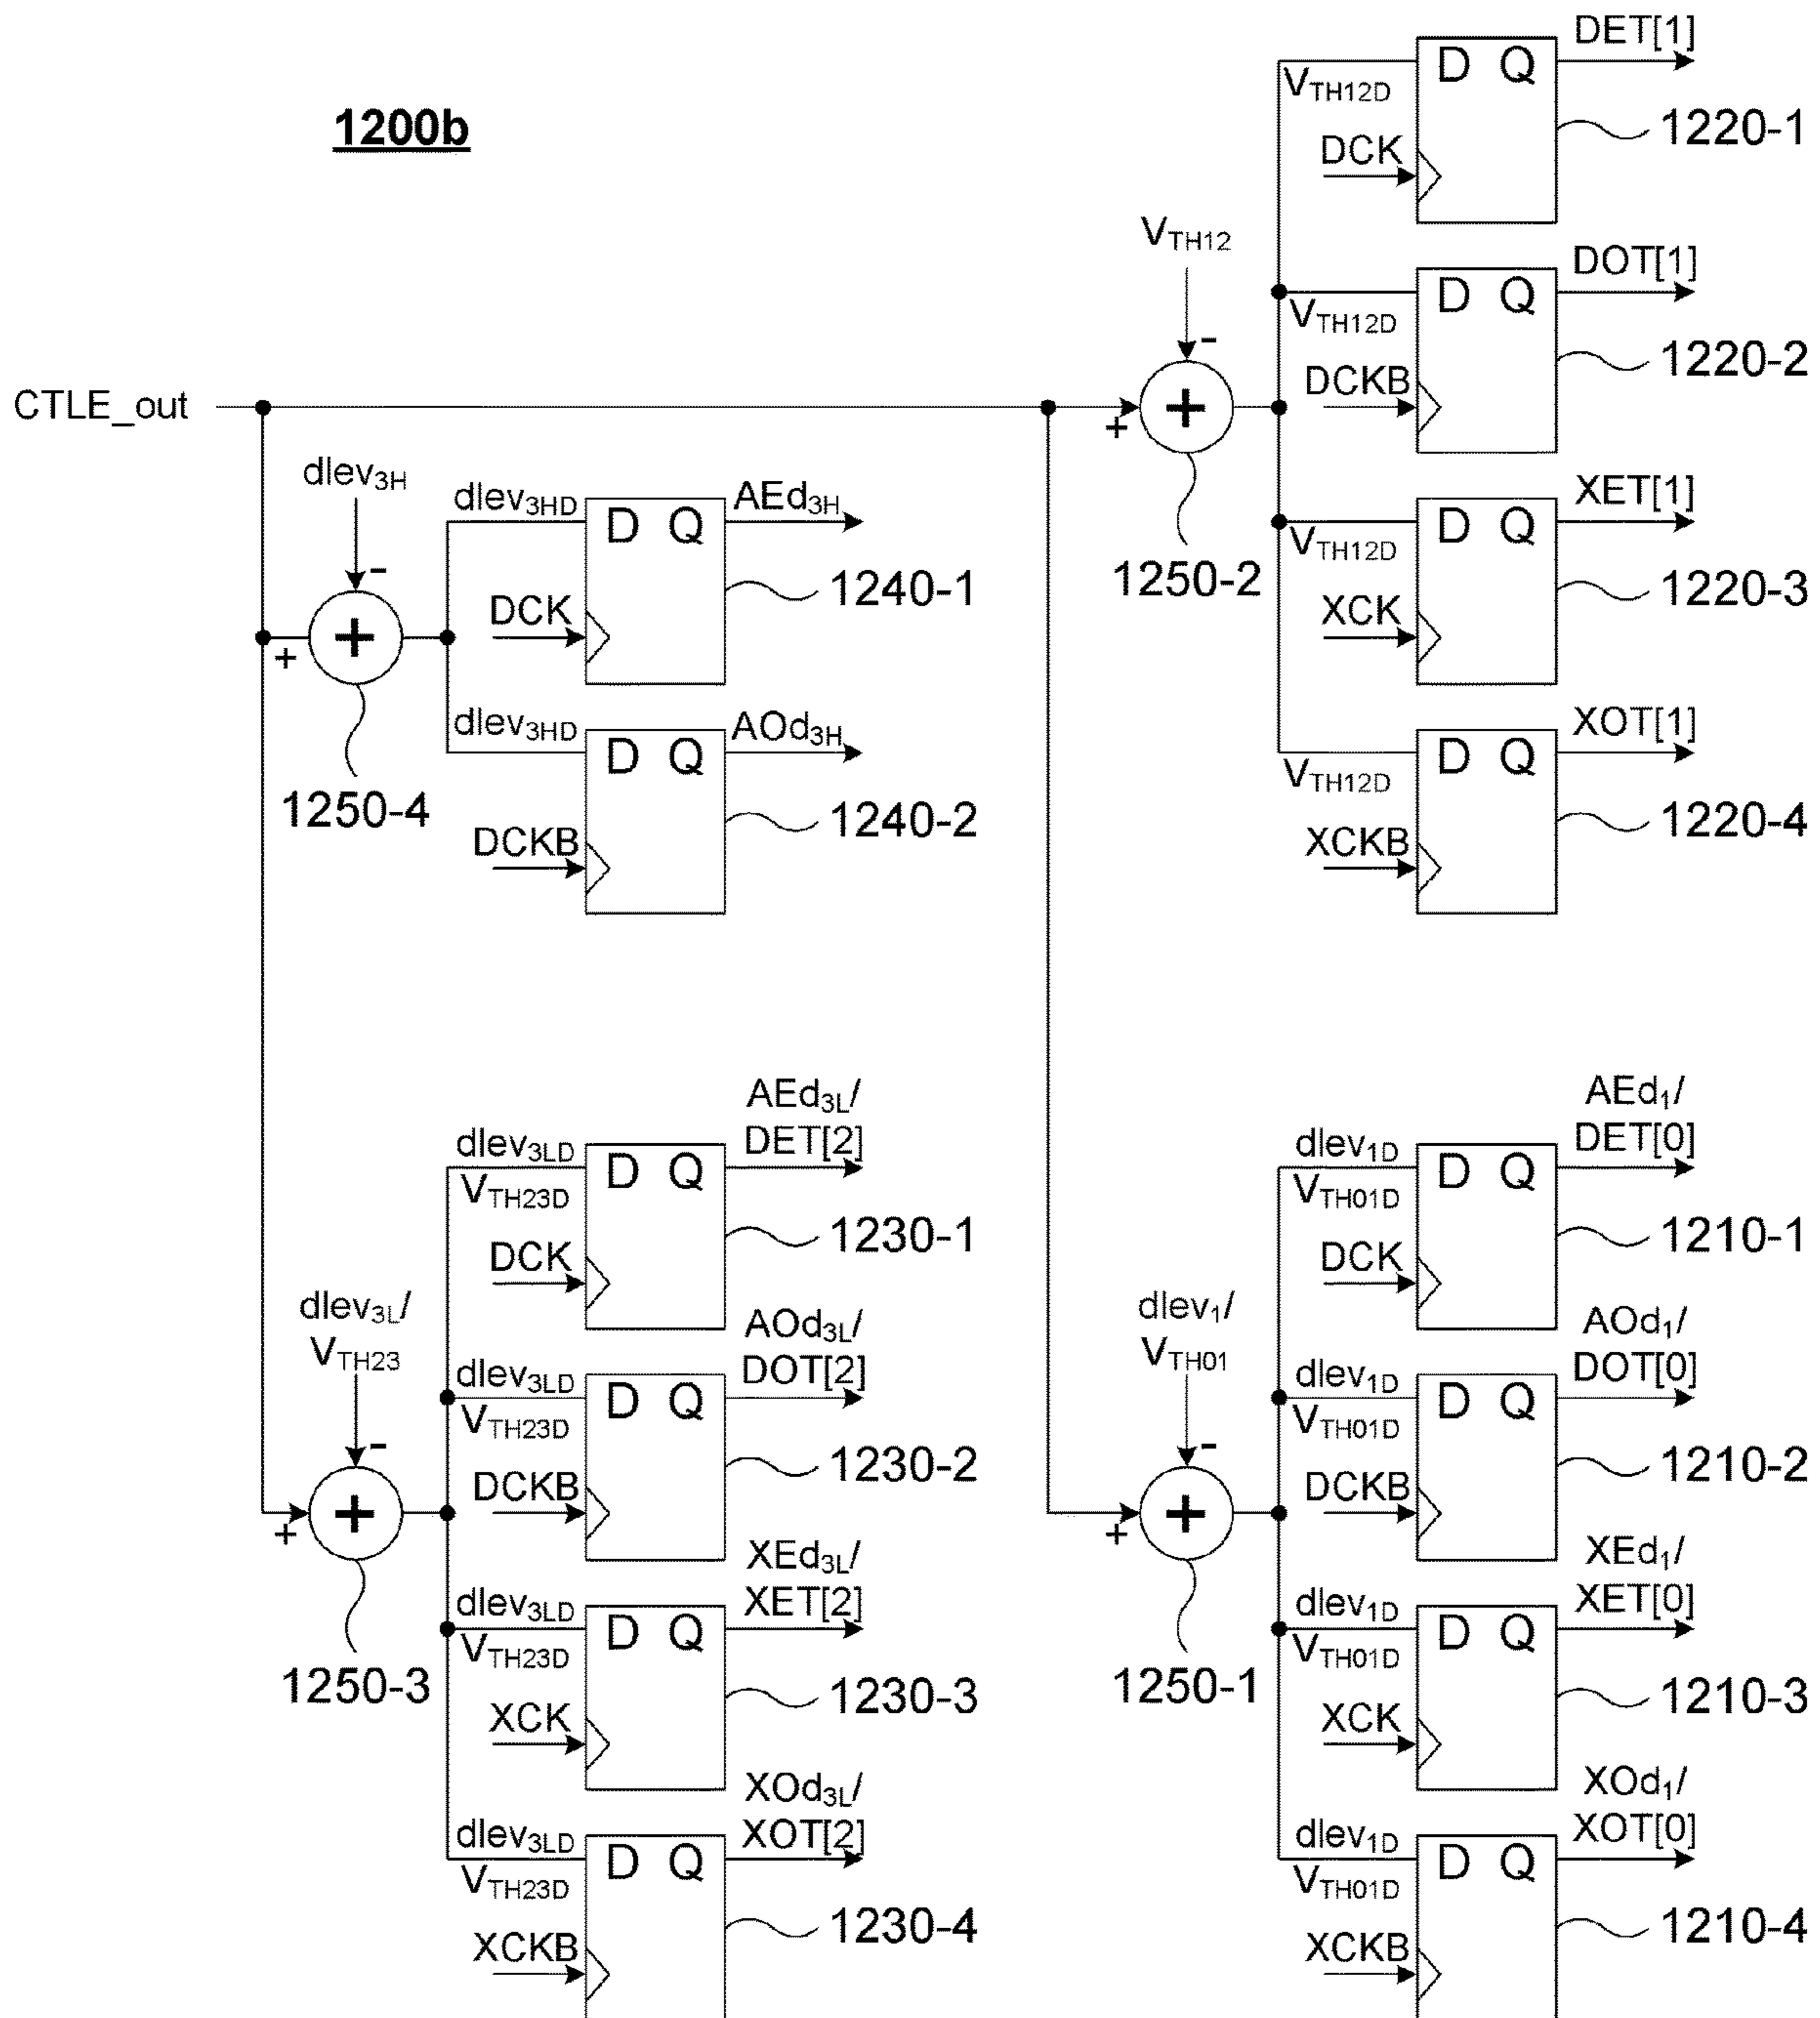 1200b
CTLE_out
dlev3H
-
+
+
1250-4
dlev3HD
D Q
AEd3H
DCK
1240-1
dlev3HD
D Q
AOd3H
DCKB
1240-2
VTH12
-
+
+
1250-2
VTH12D
D Q
DET[1]
DCK
1220-1
VTH12D
D Q
DOT[1]
DCKB
1220-2
VTH12D
D Q
XET[1]
XCK
1220-3
VTH12D
D Q
XOT[1]
XCKB
1220-4
dlev3L/
VTH23
-
+
+
1250-3
dlev3LD
VTH23D
D Q
AEd3L/
DET[2]
DCK
1230-1
dlev3LD
VTH23D
D Q
AOd3L/
DOT[2]
DCKB
1230-2
dlev3LD
VTH23D
D Q
XEd3L/
XET[2]
XCK
1230-3
dlev3LD
VTH23D
D Q
XOd3L/
XOT[2]
XCKB
1230-4
dlev1/
VTH01
-
+
+
1250-1
dlev1D
VTH01D
D Q
AEd1/
DET[0]
DCK
1210-1
dlev1D
VTH01D
D Q
AOd1/
DOT[0]
DCKB
1210-2
dlev1D
VTH01D
D Q
XEd1/
XET[0]
XCK
1210-3
dlev1D
VTH01D
D Q
XOd1/
XOT[0]
XCKB
1210-4